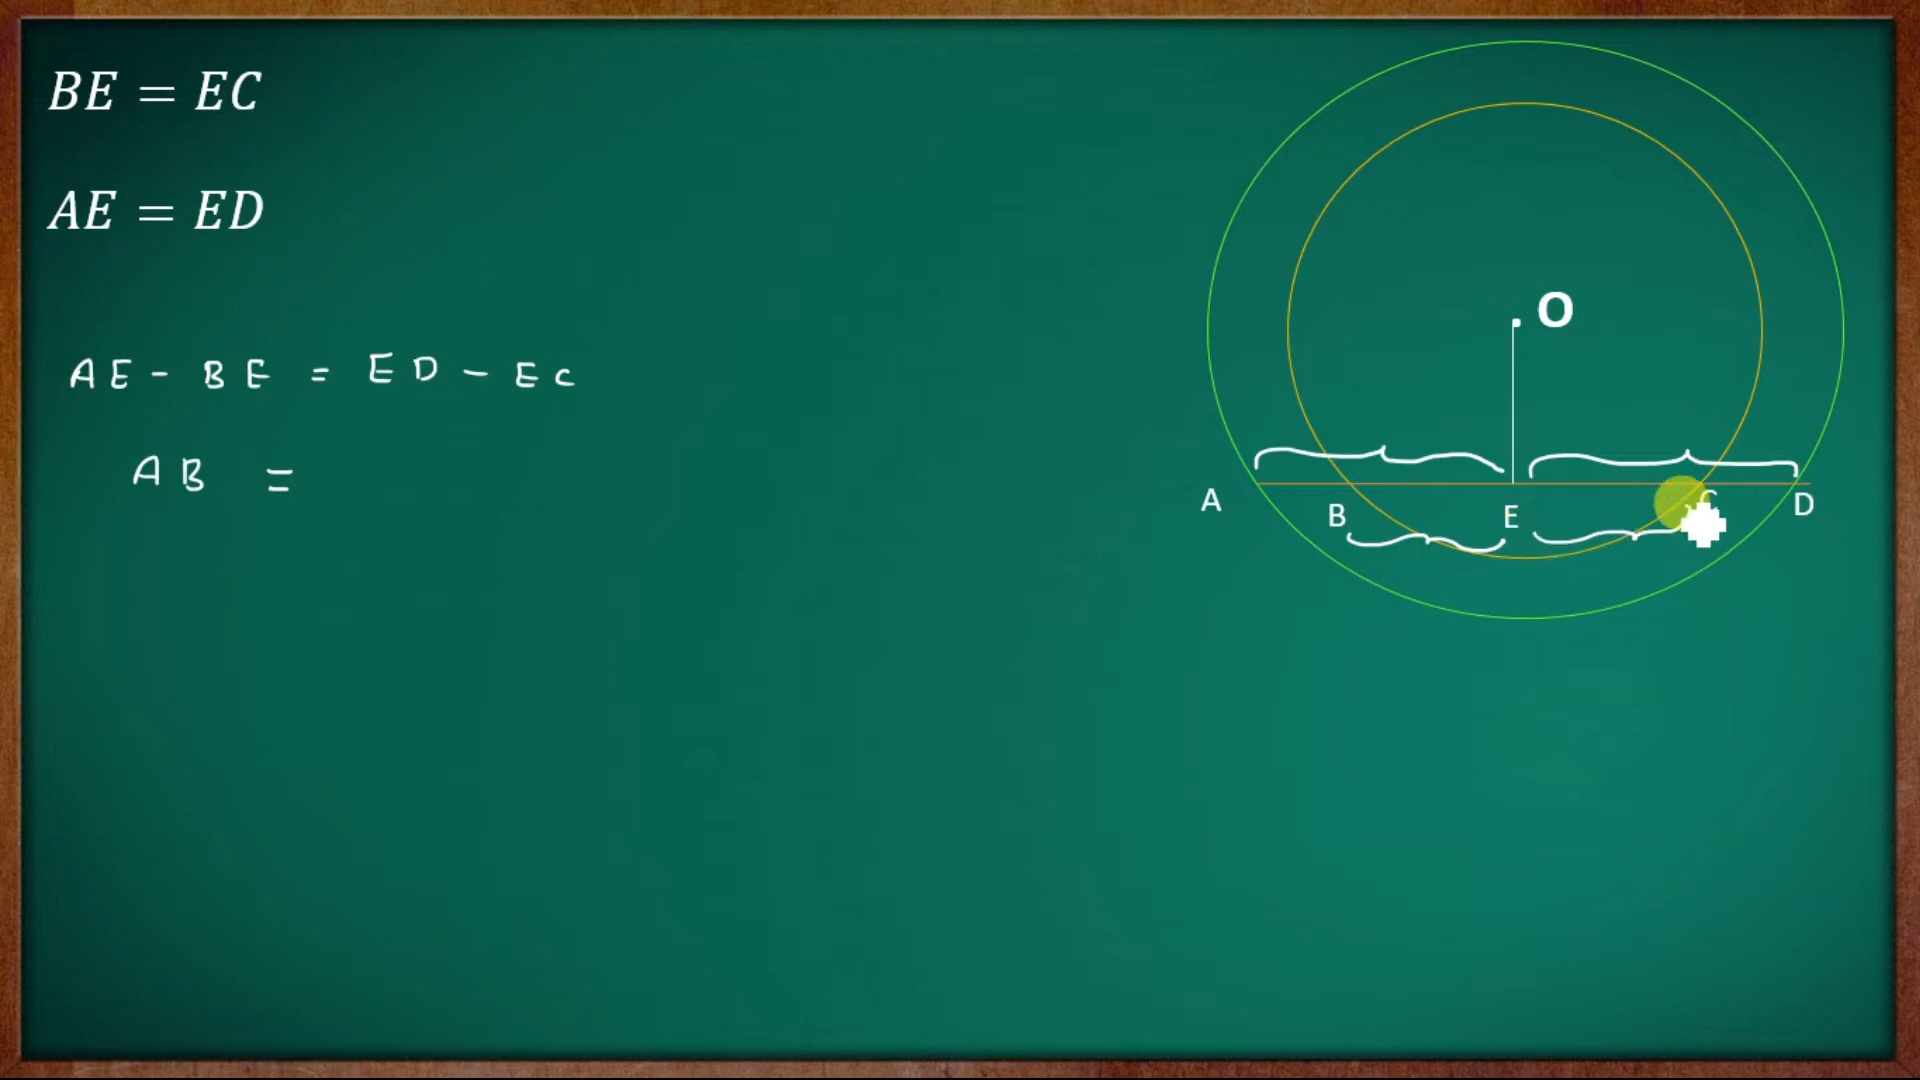 BE = EC
AE = ED
AE - BE = ED - EC
AB =
O
A B E C D